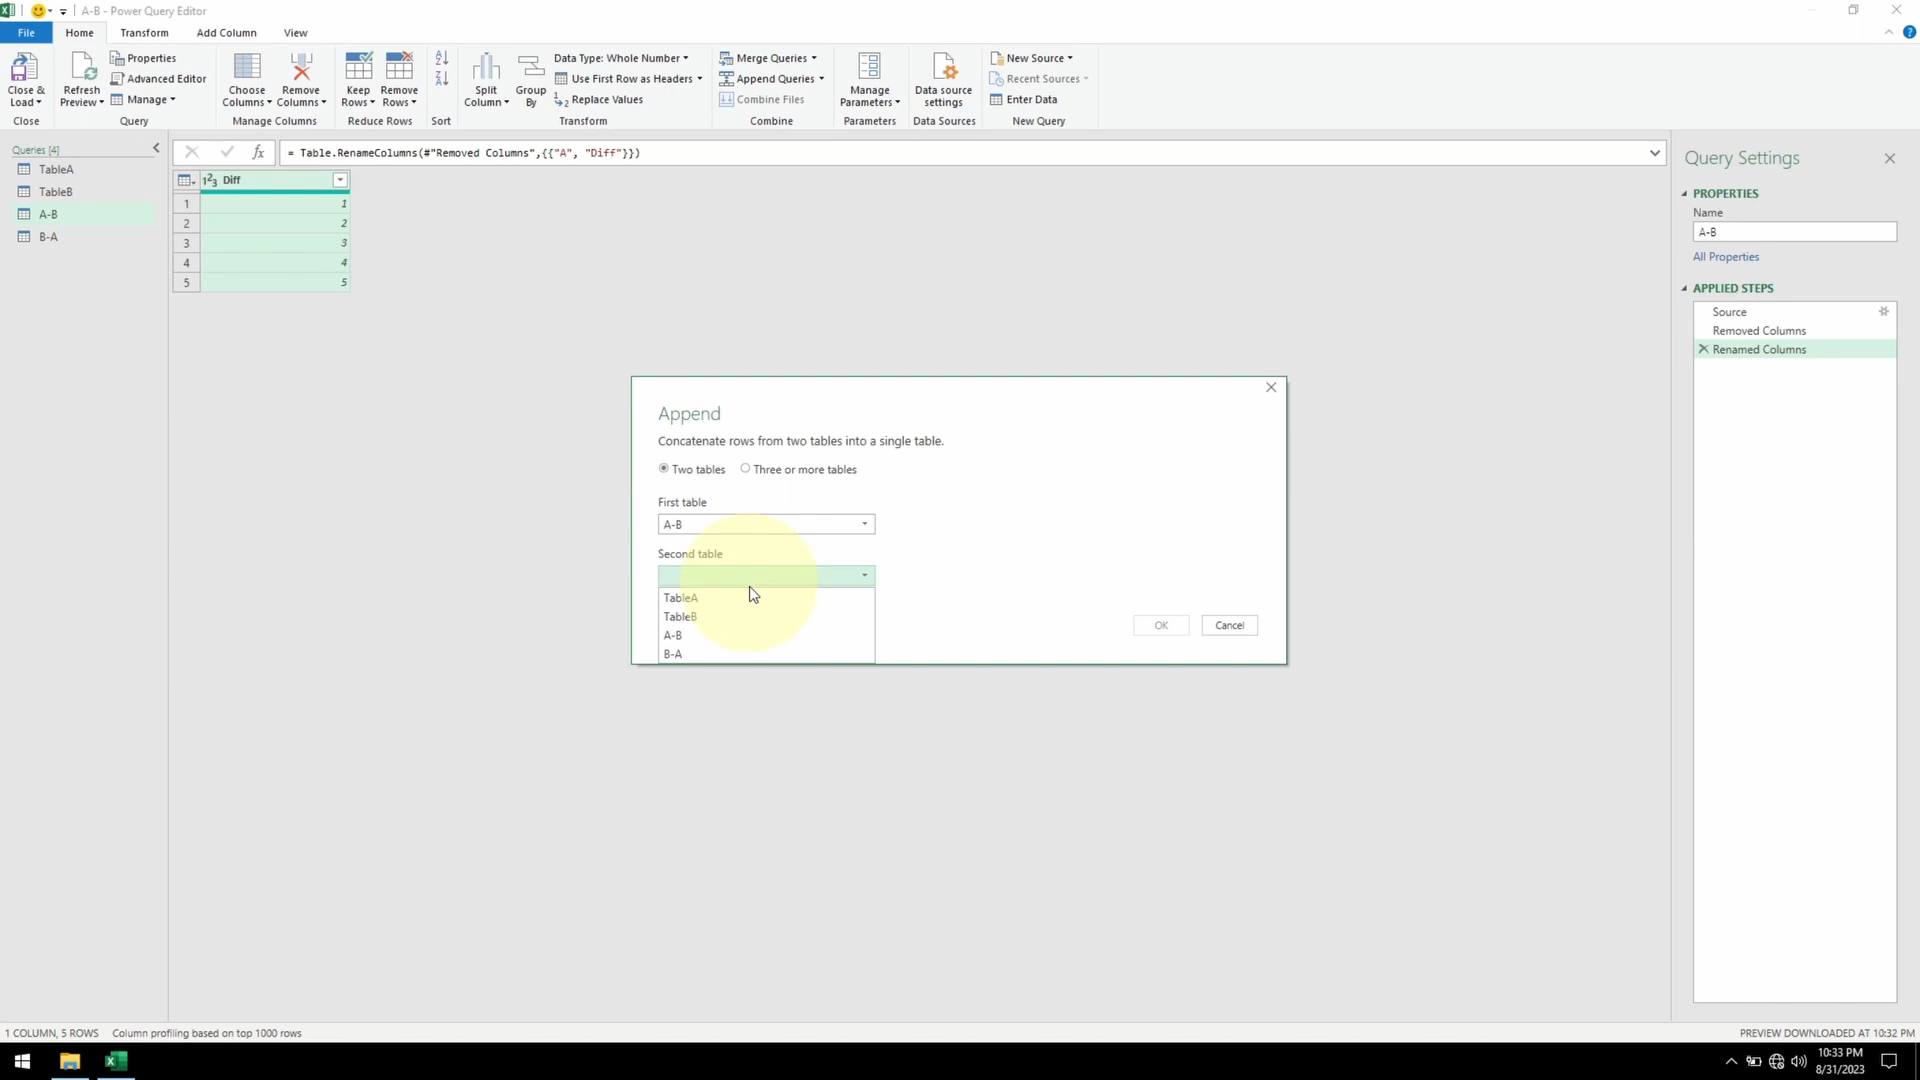 A-B - Power Query Editor
File Home Transform Add Column View
Close & Load
Close
Refresh Preview
Properties
Advanced Editor
Manage
Query
Choose Columns
Remove Columns
Manage Columns
Keep Rows
Remove Rows
Reduce Rows
Sort
Split Column
Group By
Data Type: Whole Number
Use First Row as Headers
Replace Values
Transform
Merge Queries
Append Queries
Combine Files
Combine
Manage Parameters
Parameters
Data source settings
Data Sources
New Source
Recent Sources
Enter Data
New Query
Queries [4]
TableA
TableB
A-B
B-A
fx = Table.RenameColumns(#"Removed Columns",{{"A", "Diff"}})
123 Diff
1 1
2 2
3 3
4 4
5 5
Append
Concatenate rows from two tables into a single table.
Two tables Three or more tables
First table
A-B
Second table
TableA
TableB
A-B
B-A
OK Cancel
Query Settings
PROPERTIES
Name
A-B
All Properties
APPLIED STEPS
Source
Removed Columns
Renamed Columns
1 COLUMN, 5 ROWS Column profiling based on top 1000 rows
PREVIEW DOWNLOADED AT 10:32 PM
10:33 PM
8/31/2023